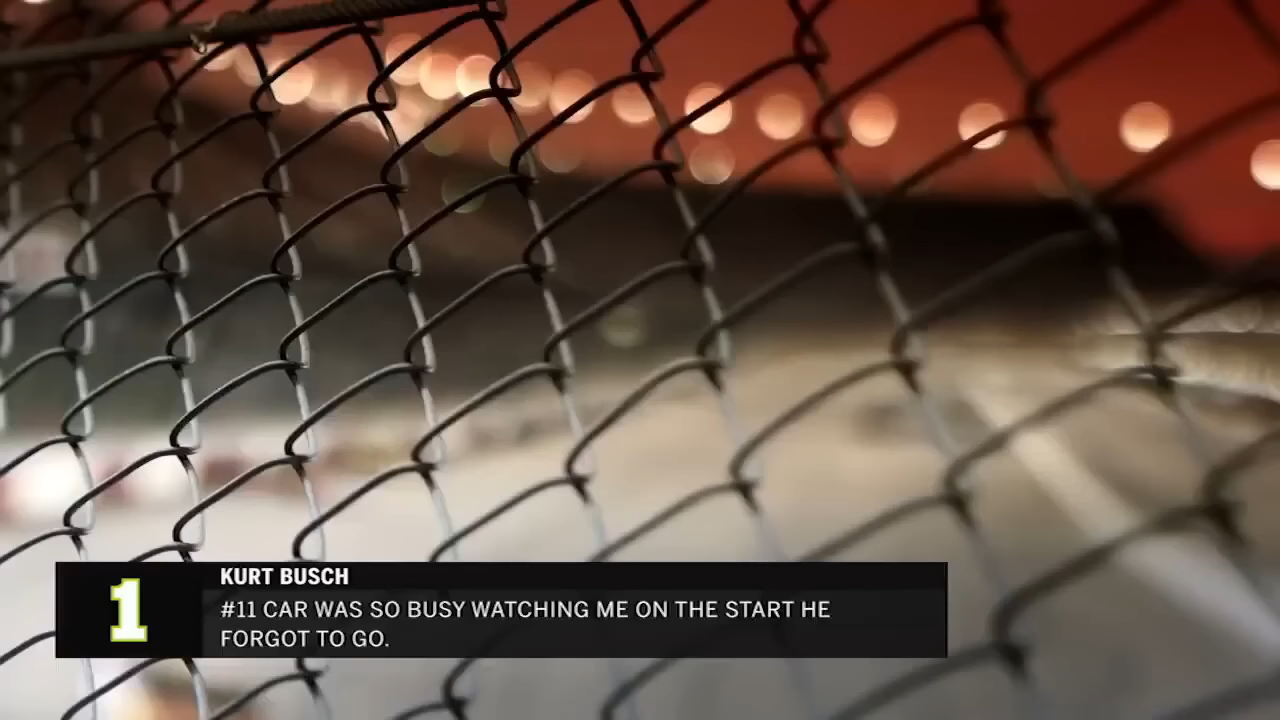 1
KURT BUSCH
#11 CAR WAS SO BUSY WATCHING ME ON THE START HE
FORGOT TO GO.